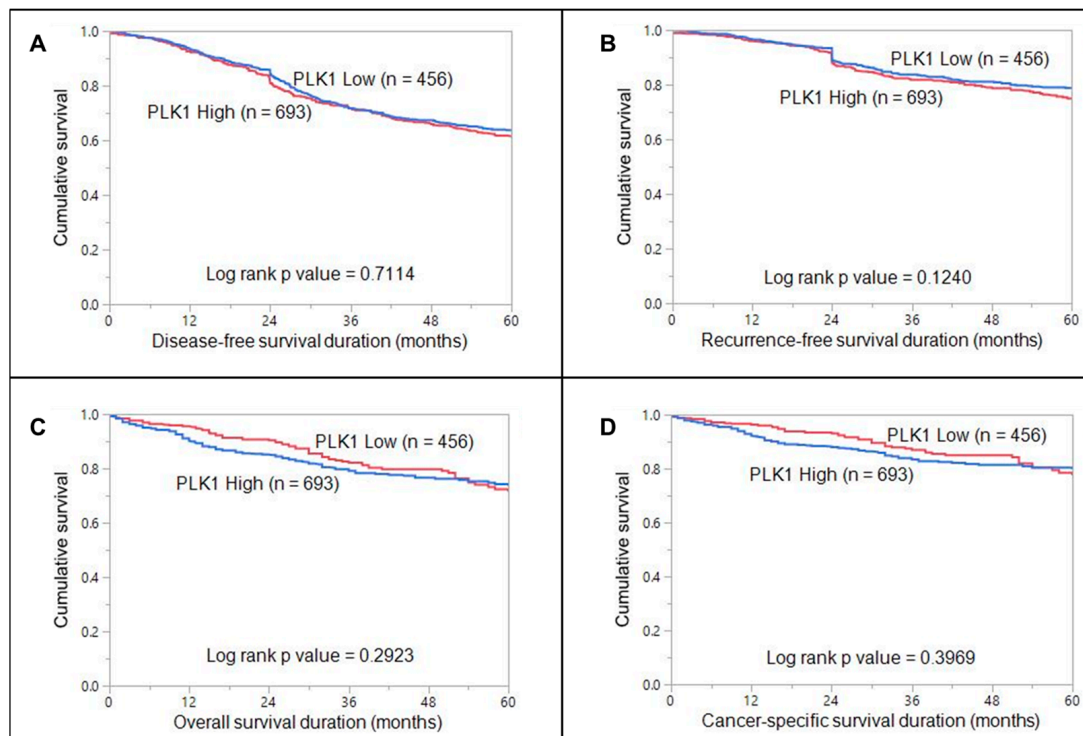 A
1.0
0.8
0.6
0.4
0.2
0.0
Cumulative survival
PLK1 Low (n = 456)
PLK1 High (n = 693)
Log rank p value = 0.7114
0 12 24 36 48 60
Disease-free survival duration (months)
B
1.0
0.8
0.6
0.4
0.2
0.0
Cumulative survival
PLK1 Low (n = 456)
PLK1 High (n = 693)
Log rank p value = 0.1240
0 12 24 36 48 60
Recurrence-free survival duration (months)
C
1.0
0.8
0.6
0.4
0.2
0.0
Cumulative survival
PLK1 Low (n = 456)
PLK1 High (n = 693)
Log rank p value = 0.2923
0 12 24 36 48 60
Overall survival duration (months)
D
1.0
0.8
0.6
0.4
0.2
0.0
Cumulative survival
PLK1 Low (n = 456)
PLK1 High (n = 693)
Log rank p value = 0.3969
0 12 24 36 48 60
Cancer-specific survival duration (months)